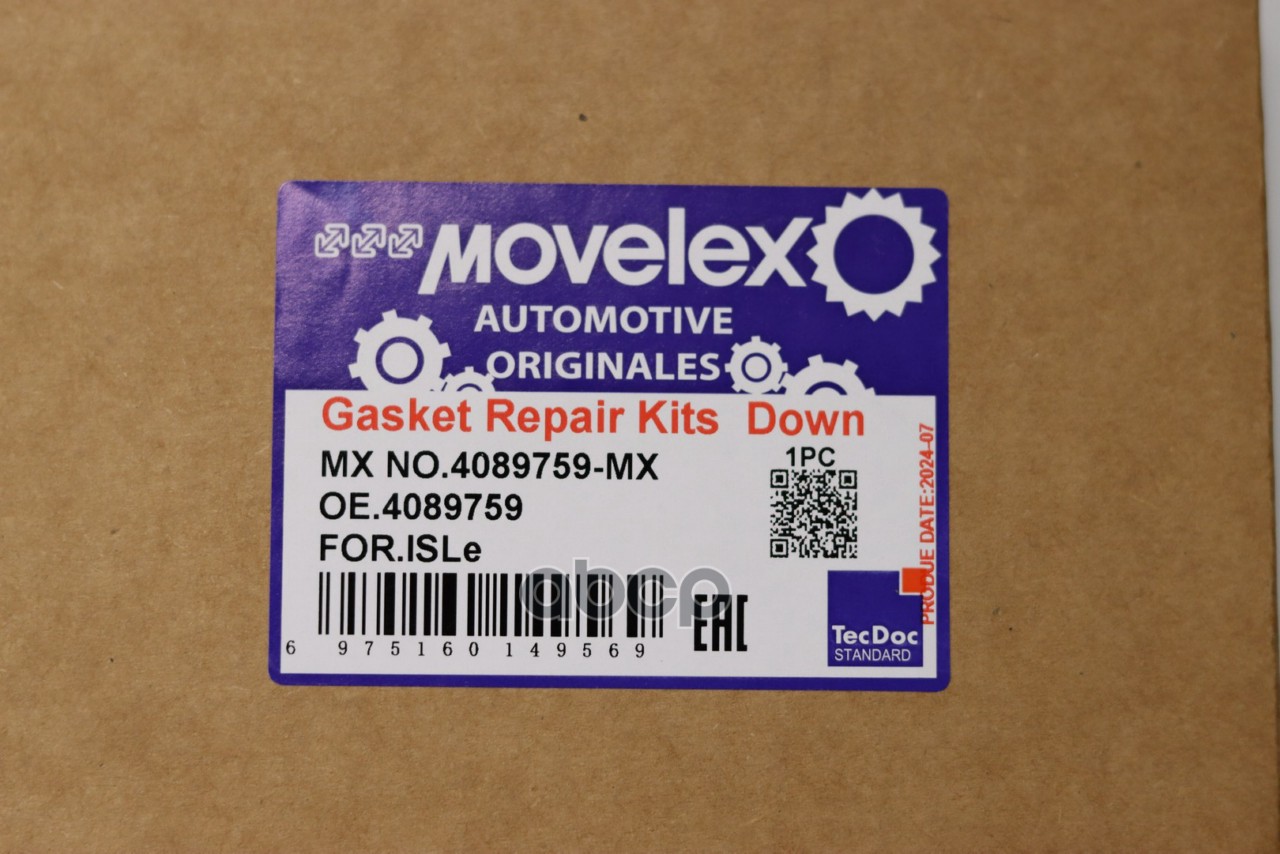 MOVELEX
AUTOMOTIVE
ORIGINALES
Gasket Repair Kits Down
MX NO.4089759-MX
1PC
OE.4089759
FOR.ISLe
PRODUE DATE:2024-07
abcp
EAC
6 975160 149569
TecDoc
STANDARD